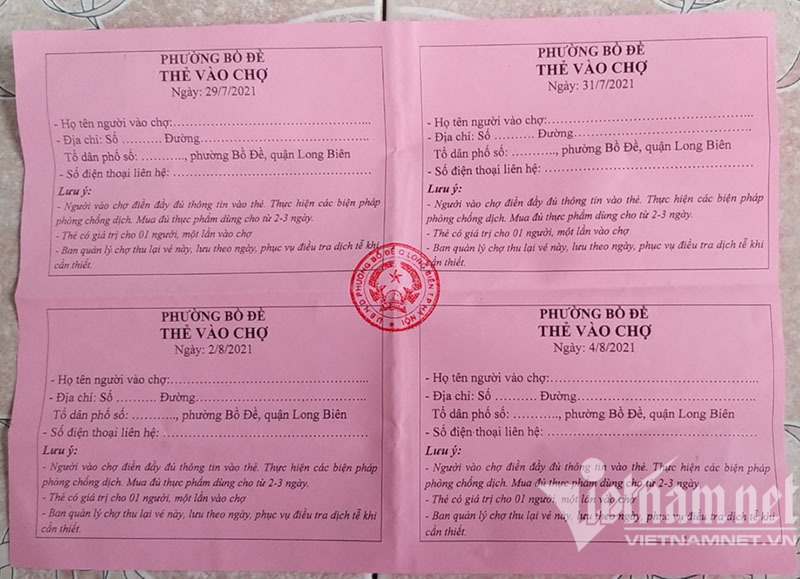 PHƯỜNG BỒ ĐỀ
THẺ VÀO CHỢ
Ngày: 29/7/2021
- Họ tên người vào chợ:..........................................
- Địa chỉ: Số .......... Đường..................................
Tổ dân phố số: ..........., phường Bồ Đề, quận Long Biên
- Số điện thoại liên hệ: ..........................................
Lưu ý:
- Người vào chợ điền đầy đủ thông tin vào thẻ. Thực hiện các biện pháp
phòng chống dịch. Mua đủ thực phẩm dùng cho từ 2-3 ngày.
- Thẻ có giá trị cho 01 người, một lần vào chợ
- Ban quản lý chợ thu lại vé này, lưu theo ngày, phục vụ điều tra dịch tễ khi
cần thiết.
PHƯỜNG BỒ ĐỀ
THẺ VÀO CHỢ
Ngày: 31/7/2021
- Họ tên người vào chợ:..........................................
- Địa chỉ: Số .......... Đường..................................
Tổ dân phố số: ..........., phường Bồ Đề, quận Long Biên
- Số điện thoại liên hệ: ..........................................
Lưu ý:
- Người vào chợ điền đầy đủ thông tin vào thẻ. Thực hiện các biện pháp
phòng chống dịch. Mua đủ thực phẩm dùng cho từ 2-3 ngày.
- Thẻ có giá trị cho 01 người, một lần vào chợ
- Ban quản lý chợ thu lại vé này, lưu theo ngày, phục vụ điều tra dịch tễ khi
cần thiết.
U.B.N.D PHƯỜNG BỒ ĐỀ Q.LONG BIÊN T.P HÀ NỘI
PHƯỜNG BỒ ĐỀ
THẺ VÀO CHỢ
Ngày: 2/8/2021
- Họ tên người vào chợ:..........................................
- Địa chỉ: Số .......... Đường..................................
Tổ dân phố số: ..........., phường Bồ Đề, quận Long Biên
- Số điện thoại liên hệ: ..........................................
Lưu ý:
- Người vào chợ điền đầy đủ thông tin vào thẻ. Thực hiện các biện pháp
phòng chống dịch. Mua đủ thực phẩm dùng cho từ 2-3 ngày.
- Thẻ có giá trị cho 01 người, một lần vào chợ
- Ban quản lý chợ thu lại vé này, lưu theo ngày, phục vụ điều tra dịch tễ khi
cần thiết.
PHƯỜNG BỒ ĐỀ
THẺ VÀO CHỢ
Ngày: 4/8/2021
- Họ tên người vào chợ:..........................................
- Địa chỉ: Số .......... Đường..................................
Tổ dân phố số: ..........., phường Bồ Đề, quận Long Biên
- Số điện thoại liên hệ: ..........................................
Lưu ý:
- Người vào chợ điền đầy đủ thông tin vào thẻ. Thực hiện các biện pháp
phòng chống dịch. Mua đủ thực phẩm dùng cho từ 2-3 ngày.
- Thẻ có giá trị cho 01 người, một lần vào chợ
- Ban quản lý chợ thu lại vé này, lưu theo ngày, phục vụ điều tra dịch tễ khi
cần thiết.
Vietnam.net
VIETNAMNET.VN